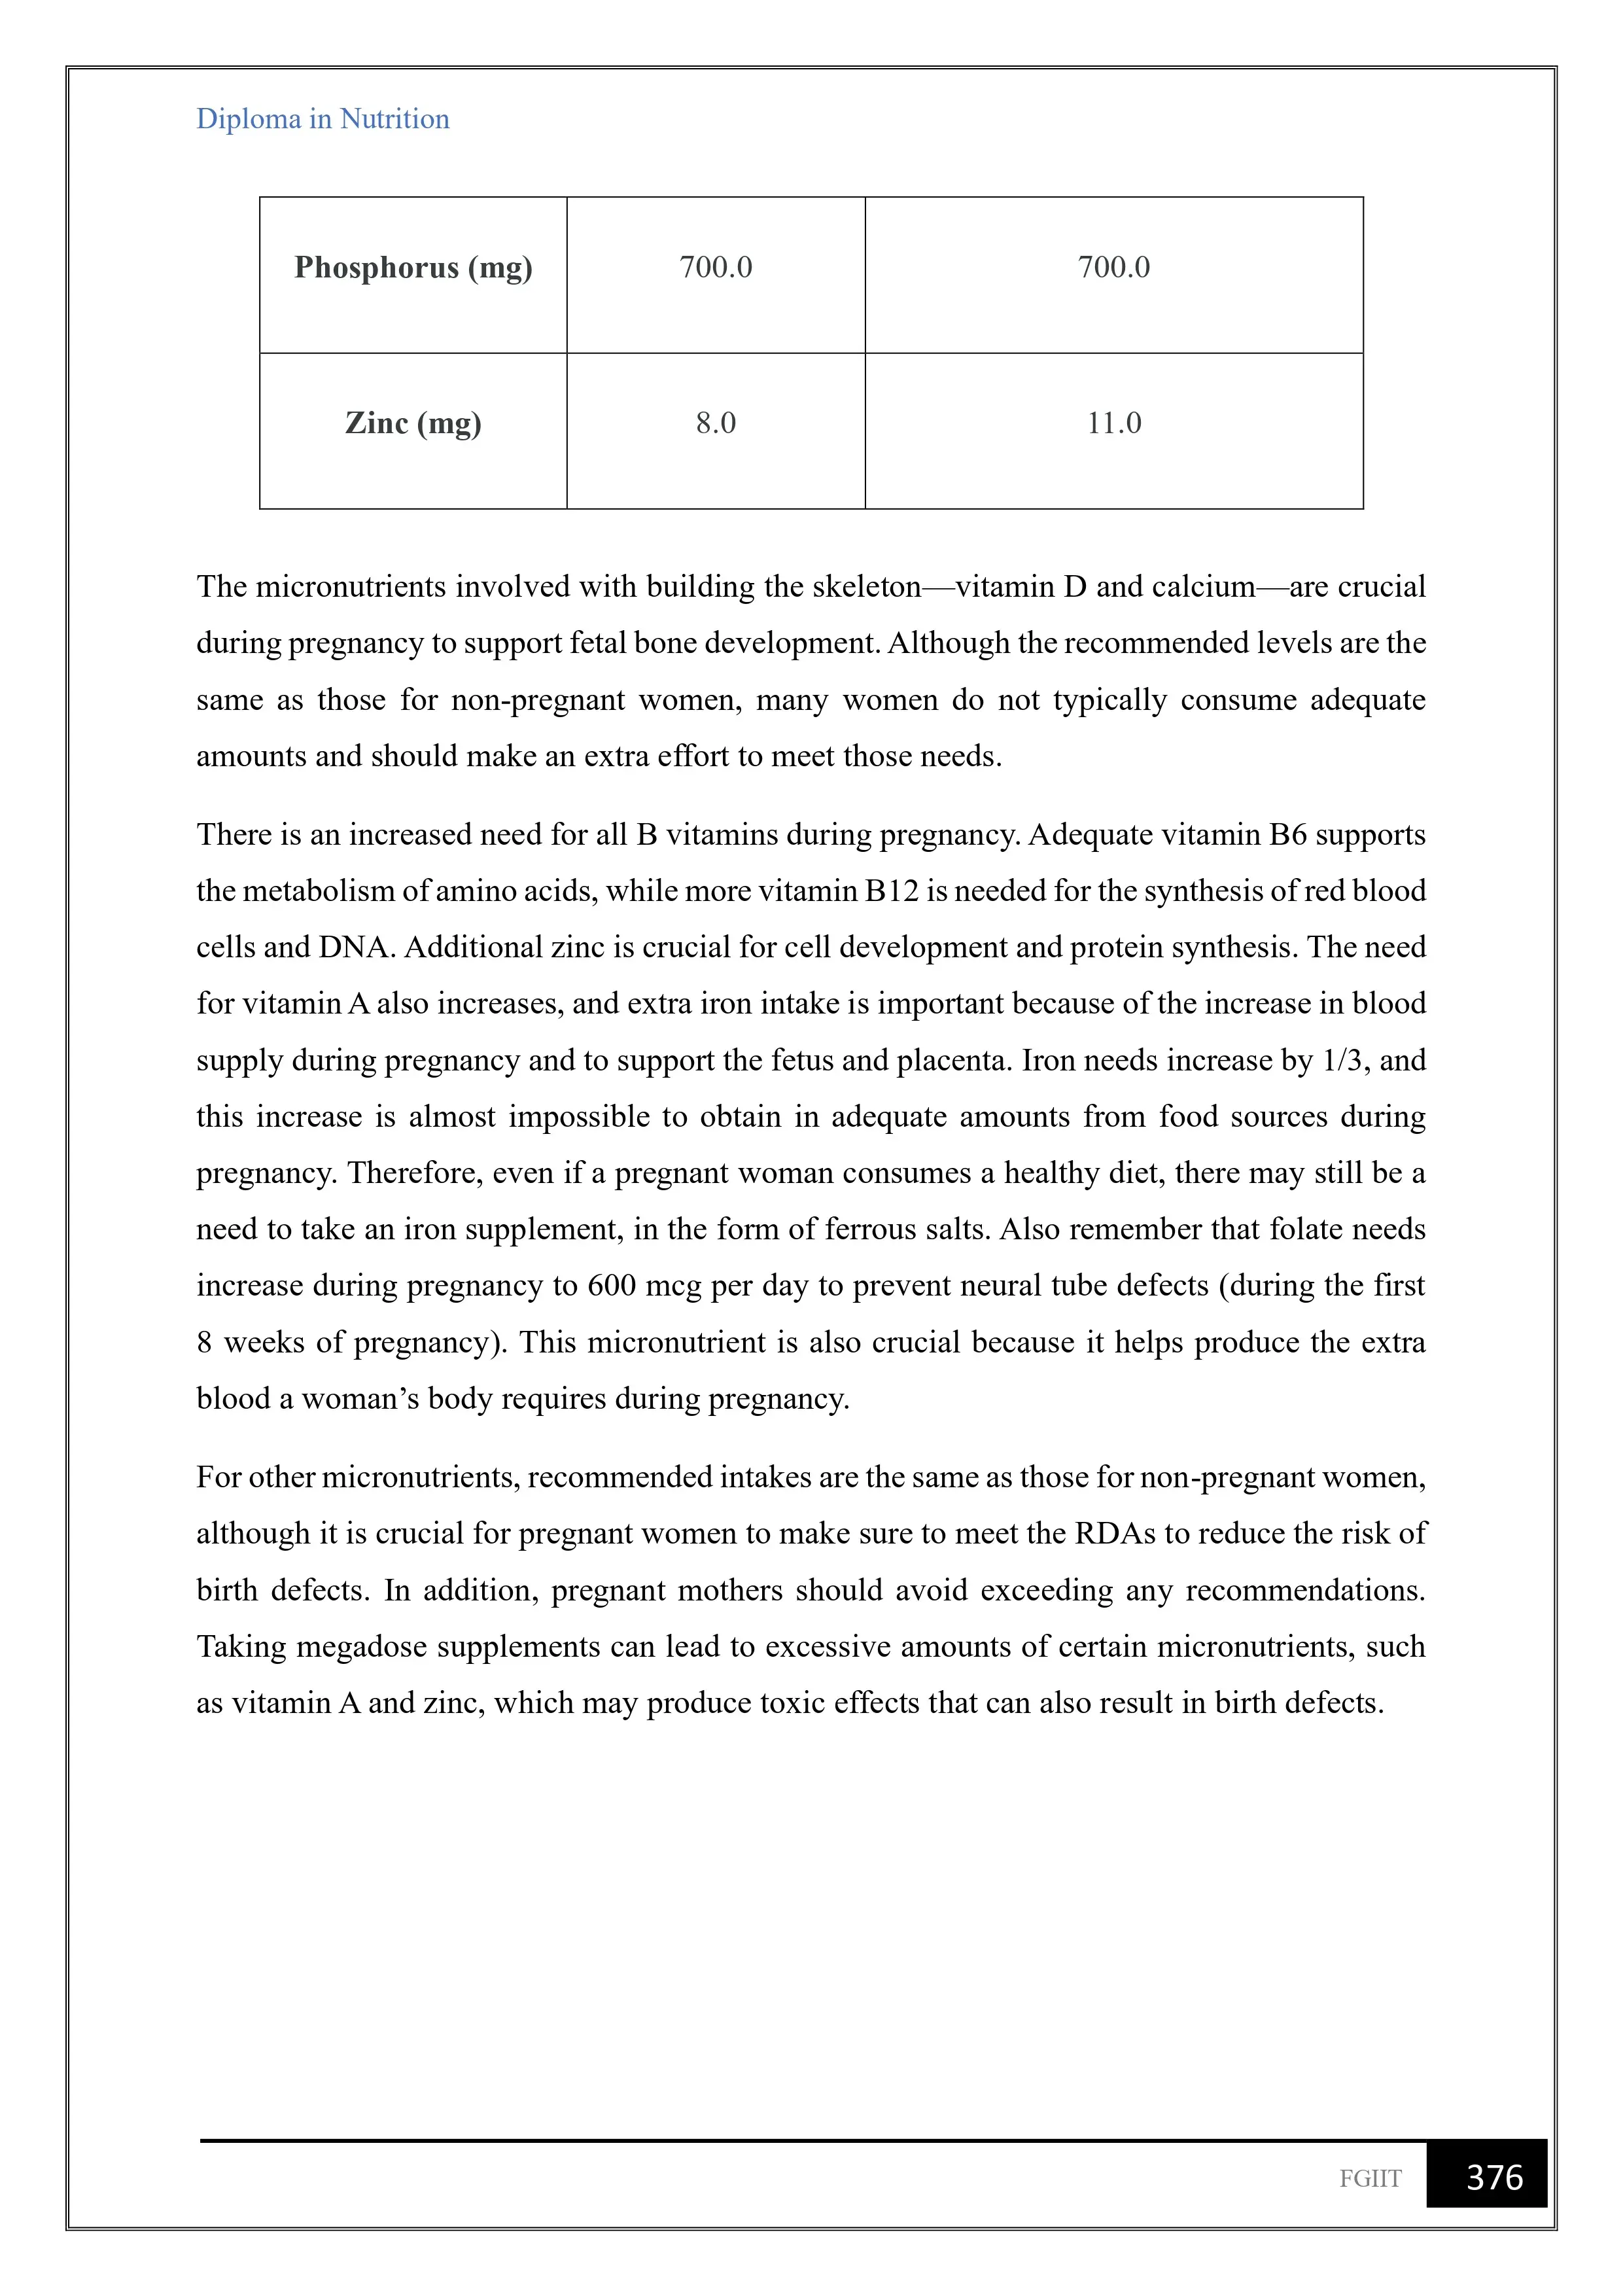 Diploma in Nutrition
Phosphorus (mg) 700.0 700.0
Zinc (mg) 8.0 11.0
The micronutrients involved with building the skeleton—vitamin D and calcium—are crucial
during pregnancy to support fetal bone development. Although the recommended levels are the
same as those for non-pregnant women, many women do not typically consume adequate
amounts and should make an extra effort to meet those needs.
There is an increased need for all B vitamins during pregnancy. Adequate vitamin B6 supports
the metabolism of amino acids, while more vitamin B12 is needed for the synthesis of red blood
cells and DNA. Additional zinc is crucial for cell development and protein synthesis. The need
for vitamin A also increases, and extra iron intake is important because of the increase in blood
supply during pregnancy and to support the fetus and placenta. Iron needs increase by 1/3, and
this increase is almost impossible to obtain in adequate amounts from food sources during
pregnancy. Therefore, even if a pregnant woman consumes a healthy diet, there may still be a
need to take an iron supplement, in the form of ferrous salts. Also remember that folate needs
increase during pregnancy to 600 mcg per day to prevent neural tube defects (during the first
8 weeks of pregnancy). This micronutrient is also crucial because it helps produce the extra
blood a woman’s body requires during pregnancy.
For other micronutrients, recommended intakes are the same as those for non-pregnant women,
although it is crucial for pregnant women to make sure to meet the RDAs to reduce the risk of
birth defects. In addition, pregnant mothers should avoid exceeding any recommendations.
Taking megadose supplements can lead to excessive amounts of certain micronutrients, such
as vitamin A and zinc, which may produce toxic effects that can also result in birth defects.
FGIIT 376